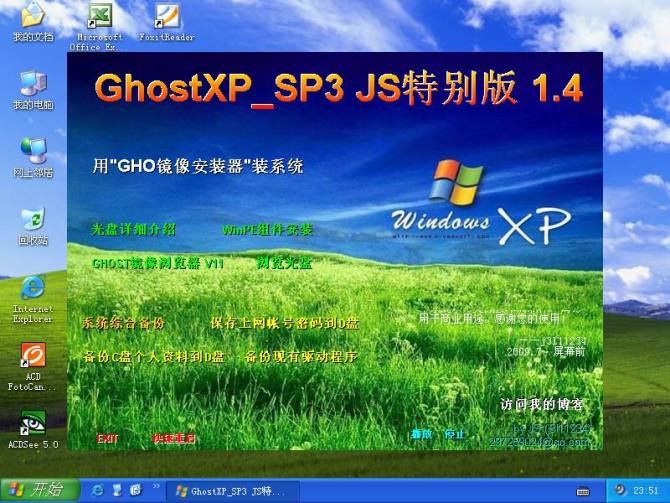 我的文档
Microsoft
Office Ex...
FoxitReader
GhostXP_SP3 JS特别版 1.4
我的电脑
用"GHO镜像安装器"装系统
网上邻居
Windows XP
光盘详细介绍 WinPE组件安装
回收站
GHOST镜像浏览器 V11 浏览光盘
Internet
Explorer
系统综合备份 保存上网帐号密码到D盘
用于商业用途。感谢您的使用!
备份C盘个人资料到D盘 备份现有驱动程序
2009.7 屏幕前
ACD
FotoCan...
访问我的博客
ACDSee 5.0
EXIT 快速重启
播放 停止
开始
GhostXP_SP3 JS特...
23:51